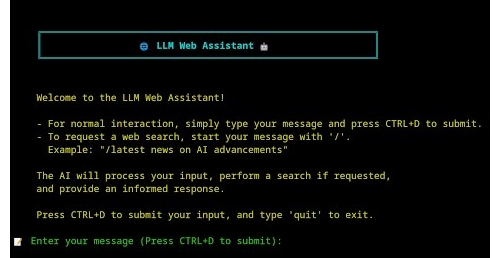 🌐 LLM Web Assistant 🤖
Welcome to the LLM Web Assistant!
- For normal interaction, simply type your message and press CTRL+D to submit.
- To request a web search, start your message with '/'.
Example: "/latest news on AI advancements"
The AI will process your input, perform a search if requested,
and provide an informed response.
Press CTRL+D to submit your input, and type 'quit' to exit.
📝 Enter your message (Press CTRL+D to submit):